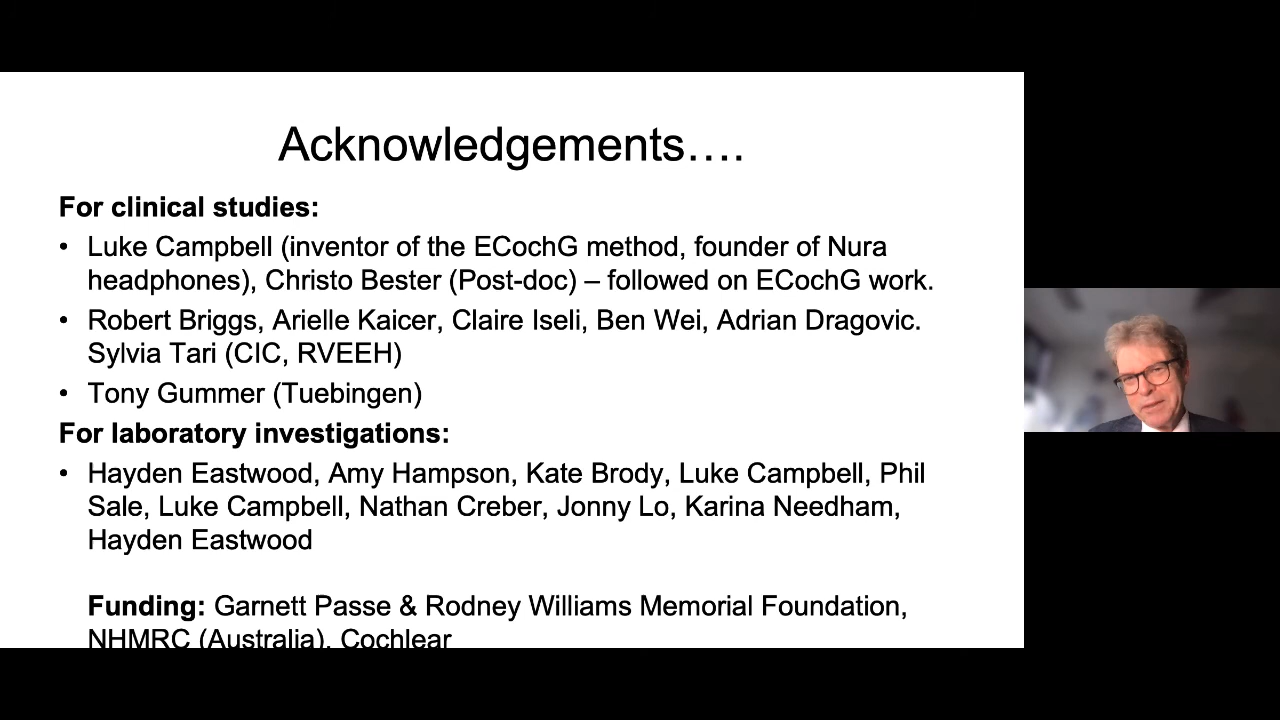 Acknowledgements….
For clinical studies:
• Luke Campbell (inventor of the ECochG method, founder of Nura
headphones), Christo Bester (Post-doc) – followed on ECochG work.
• Robert Briggs, Arielle Kaicer, Claire Iseli, Ben Wei, Adrian Dragovic.
Sylvia Tari (CIC, RVEEH)
• Tony Gummer (Tuebingen)
For laboratory investigations:
• Hayden Eastwood, Amy Hampson, Kate Brody, Luke Campbell, Phil
Sale, Luke Campbell, Nathan Creber, Jonny Lo, Karina Needham,
Hayden Eastwood
Funding: Garnett Passe & Rodney Williams Memorial Foundation,
NHMRC (Australia), Cochlear